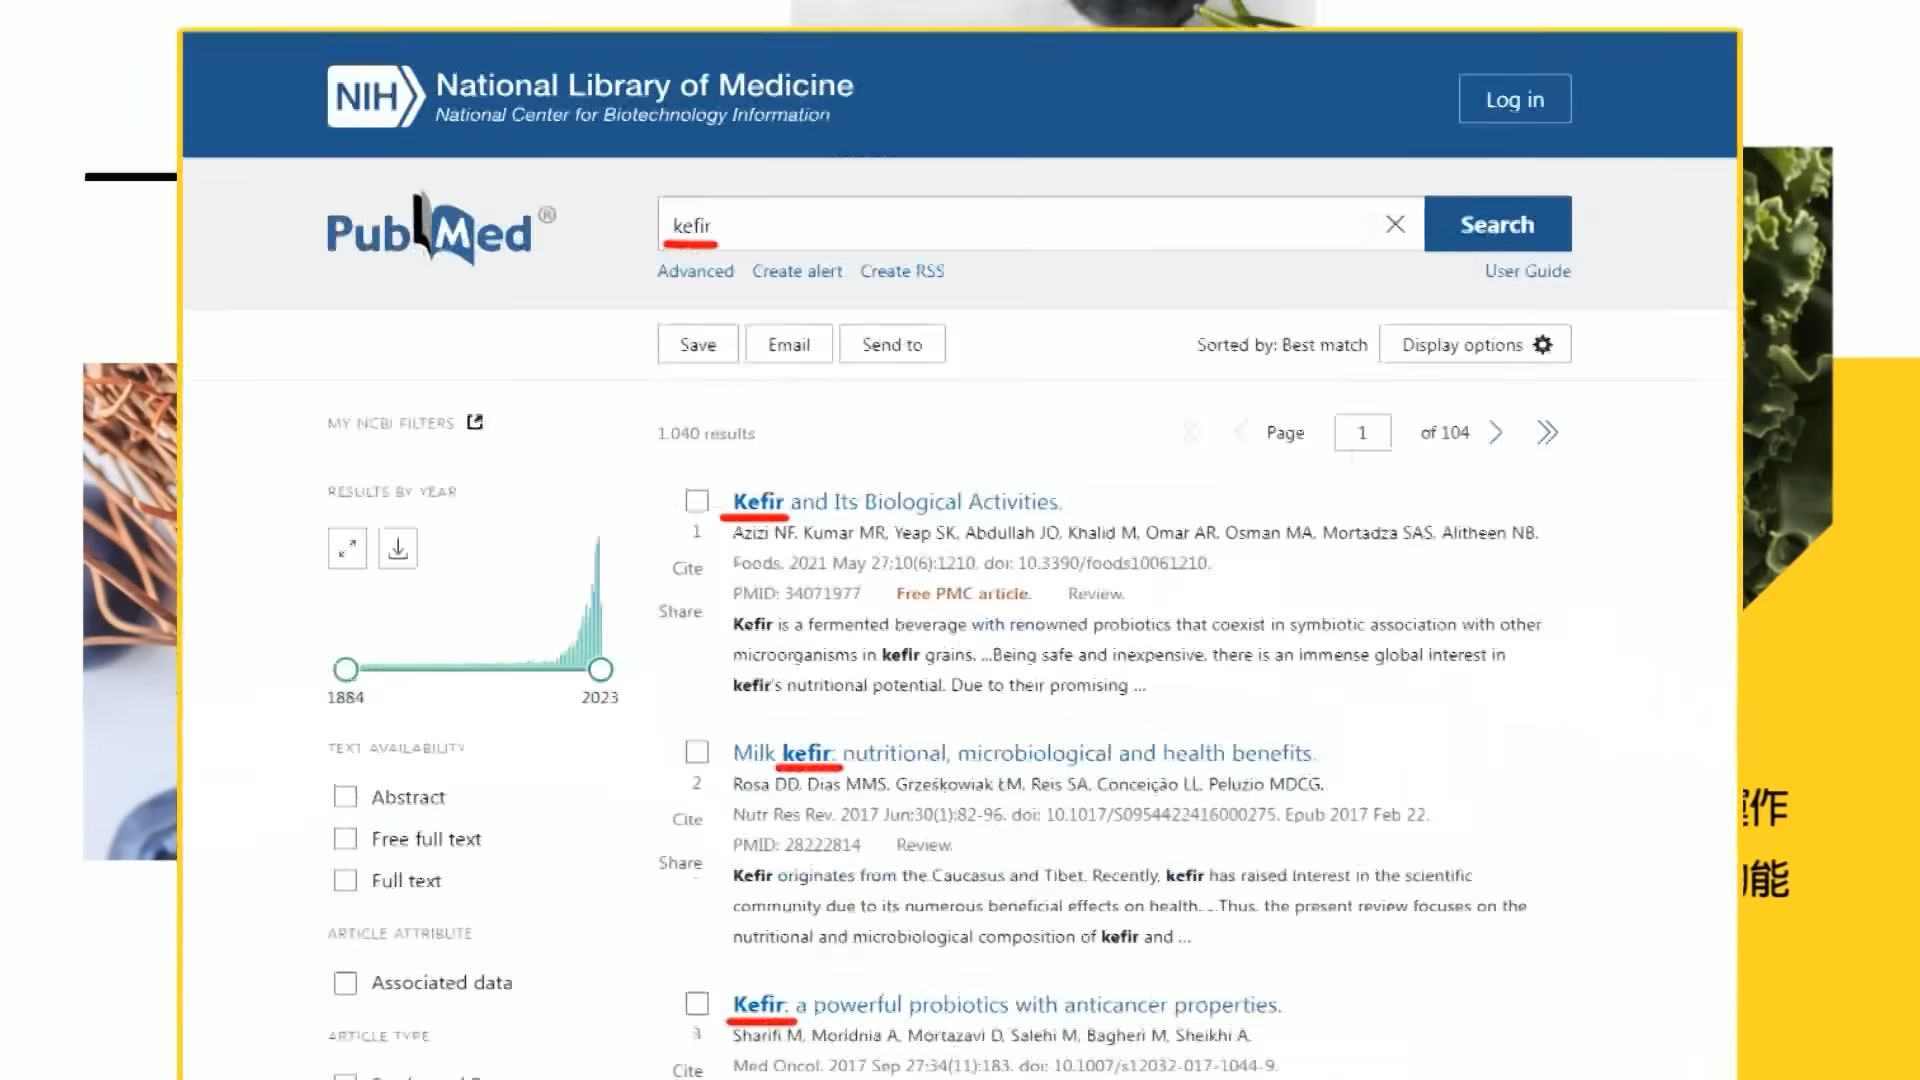 NIH National Library of Medicine
National Center for Biotechnology Information
Log in
PubMed®
kefir
Search
Advanced Create alert Create RSS
User Guide
Save Email Send to
Sorted by: Best match Display options
MY NCBI FILTERS
1,040 results
Page 1 of 104
RESULTS BY YEAR
1884 2023
TEXT AVAILABILITY
Abstract
Free full text
Full text
ARTICLE ATTRIBUTE
Associated data
ARTICLE TYPE
Kefir and Its Biological Activities.
1
Azizi NF, Kumar MR, Yeap SK, Abdullah JO, Khalid M, Omar AR, Osman MA, Mortadza SAS, Alitheen NB.
Cite
Foods. 2021 May 27;10(6):1210. doi: 10.3390/foods10061210.
PMID: 34071977 Free PMC article. Review.
Share
Kefir is a fermented beverage with renowned probiotics that coexist in symbiotic association with other
microorganisms in kefir grains. ...Being safe and inexpensive, there is an immense global interest in
kefir's nutritional potential. Due to their promising ...
Milk kefir: nutritional, microbiological and health benefits.
2
Rosa DD, Dias MMS, Grześkowiak ŁM, Reis SA, Conceição LL, Peluzio MDCG.
Cite
Nutr Res Rev. 2017 Jun;30(1):82-96. doi: 10.1017/S0954422416000275. Epub 2017 Feb 22.
PMID: 28222814 Review.
Share
Kefir originates from the Caucasus and Tibet. Recently, kefir has raised interest in the scientific
community due to its numerous beneficial effects on health. ...Thus, the present review focuses on the
nutritional and microbiological composition of kefir and ...
Kefir: a powerful probiotics with anticancer properties.
3
Sharifi M, Moridnia A, Mortazavi D, Salehi M, Bagheri M, Sheikhi A.
Cite
Med Oncol. 2017 Sep 27;34(11):183. doi: 10.1007/s12032-017-1044-9.
作
能